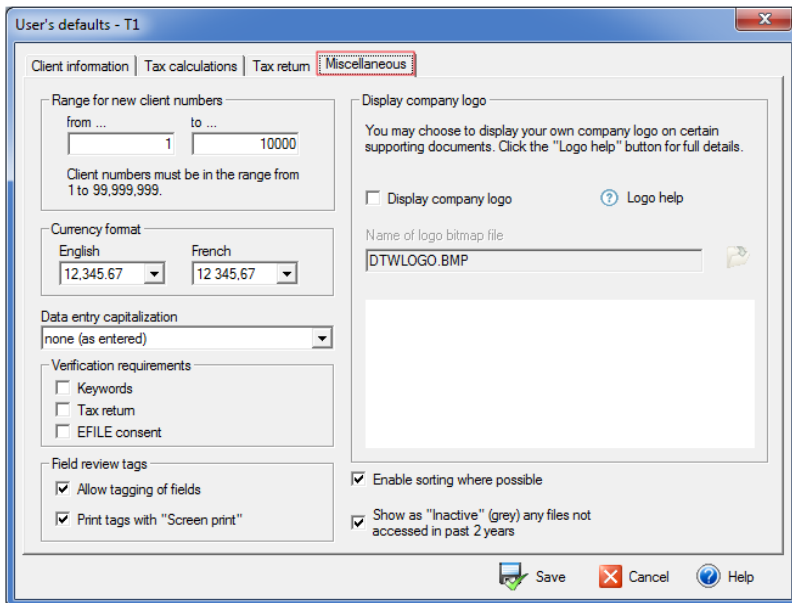 User's defaults - T1
Client information
Tax calculations
Tax return
Miscellaneous
Range for new client numbers
from ...
to ...
1
10000
Client numbers must be in the range from
1 to 99,999,999.
Currency format
English
French
12,345.67
12 345,67
Data entry capitalization
none (as entered)
Verification requirements
Keywords
Tax return
EFILE consent
Field review tags
Allow tagging of fields
Print tags with "Screen print"
Display company logo
You may choose to display your own company logo on certain
supporting documents. Click the "Logo help" button for full details.
Display company logo
Logo help
Name of logo bitmap file
DTWLOGO.BMP
Enable sorting where possible
Show as "Inactive" (grey) any files not
accessed in past 2 years
Save
Cancel
Help